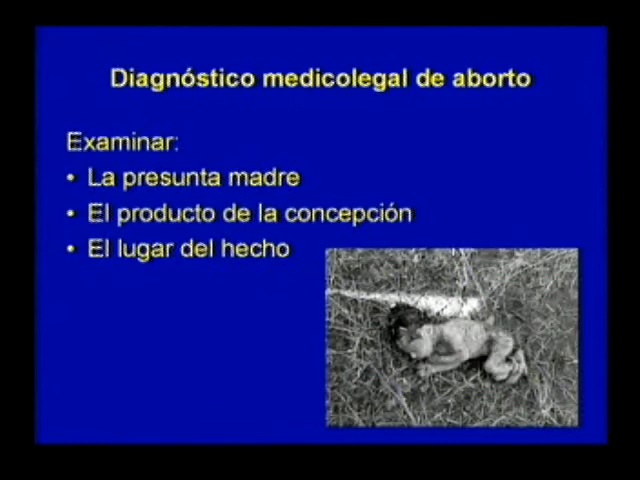 Diagnóstico medicolegal de aborto
Examinar:
• La presunta madre
• El producto de la concepción
• El lugar del hecho